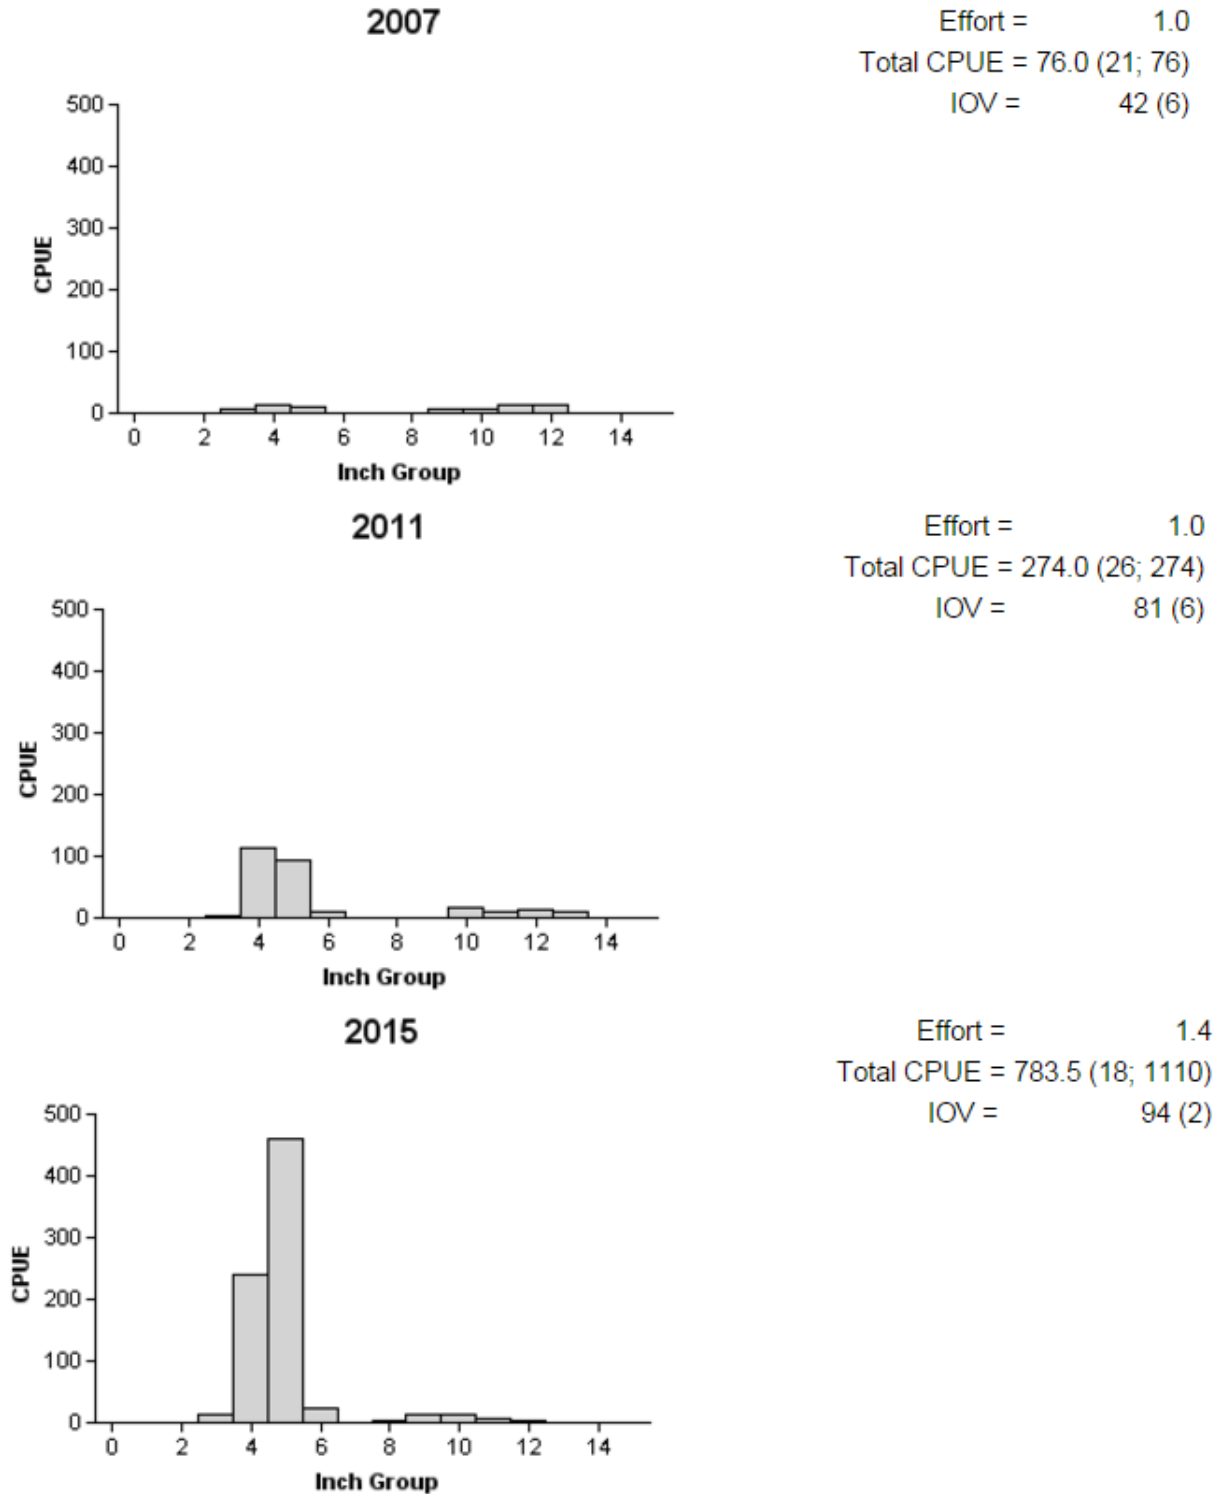 2007
Effort = 1.0
Total CPUE = 76.0 (21; 76)
IOV = 42 (6)
500
400
300
200
100
0
CPUE
0 2 4 6 8 10 12 14
Inch Group
2011
Effort = 1.0
Total CPUE = 274.0 (26; 274)
IOV = 81 (6)
500
400
300
200
100
0
CPUE
0 2 4 6 8 10 12 14
Inch Group
2015
Effort = 1.4
Total CPUE = 783.5 (18; 1110)
IOV = 94 (2)
500
400
300
200
100
0
CPUE
0 2 4 6 8 10 12 14
Inch Group